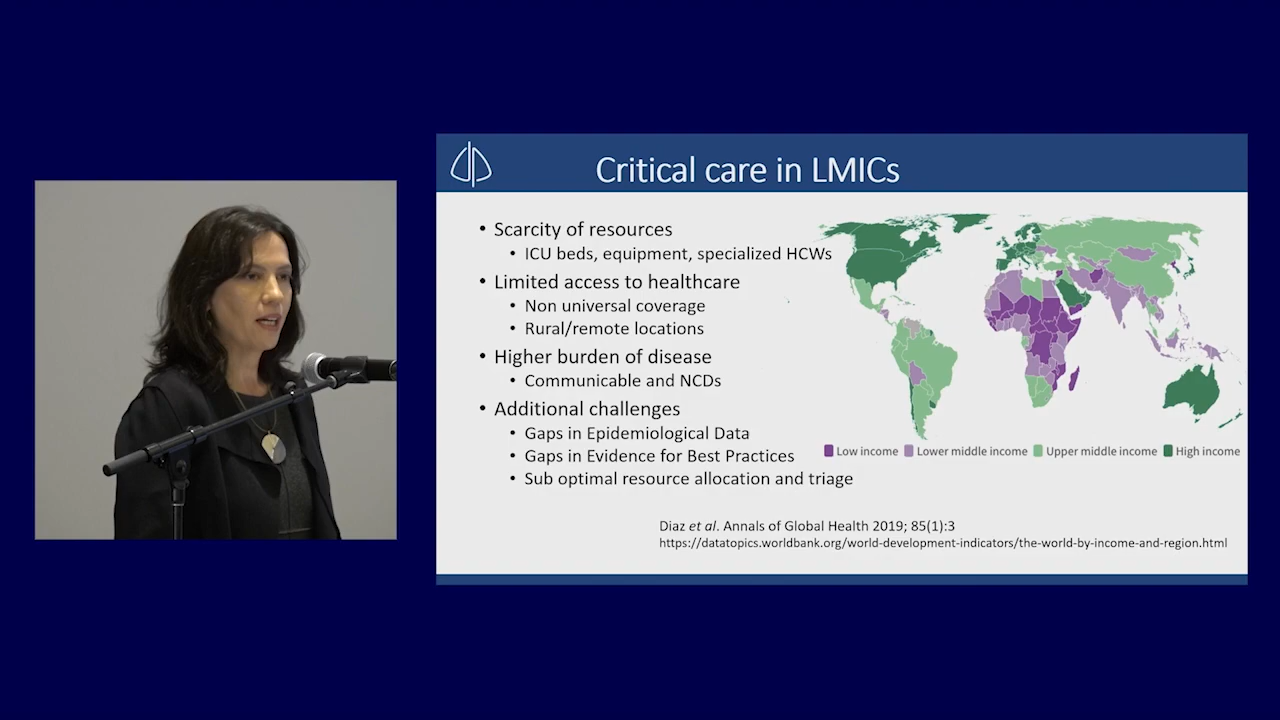 Critical care in LMICs
• Scarcity of resources
• ICU beds, equipment, specialized HCWs
• Limited access to healthcare
• Non universal coverage
• Rural/remote locations
• Higher burden of disease
• Communicable and NCDs
• Additional challenges
• Gaps in Epidemiological Data
• Gaps in Evidence for Best Practices
• Sub optimal resource allocation and triage
Low income Lower middle income Upper middle income High income
Diaz et al. Annals of Global Health 2019; 85(1):3
https://datatopics.worldbank.org/world-development-indicators/the-world-by-income-and-region.html